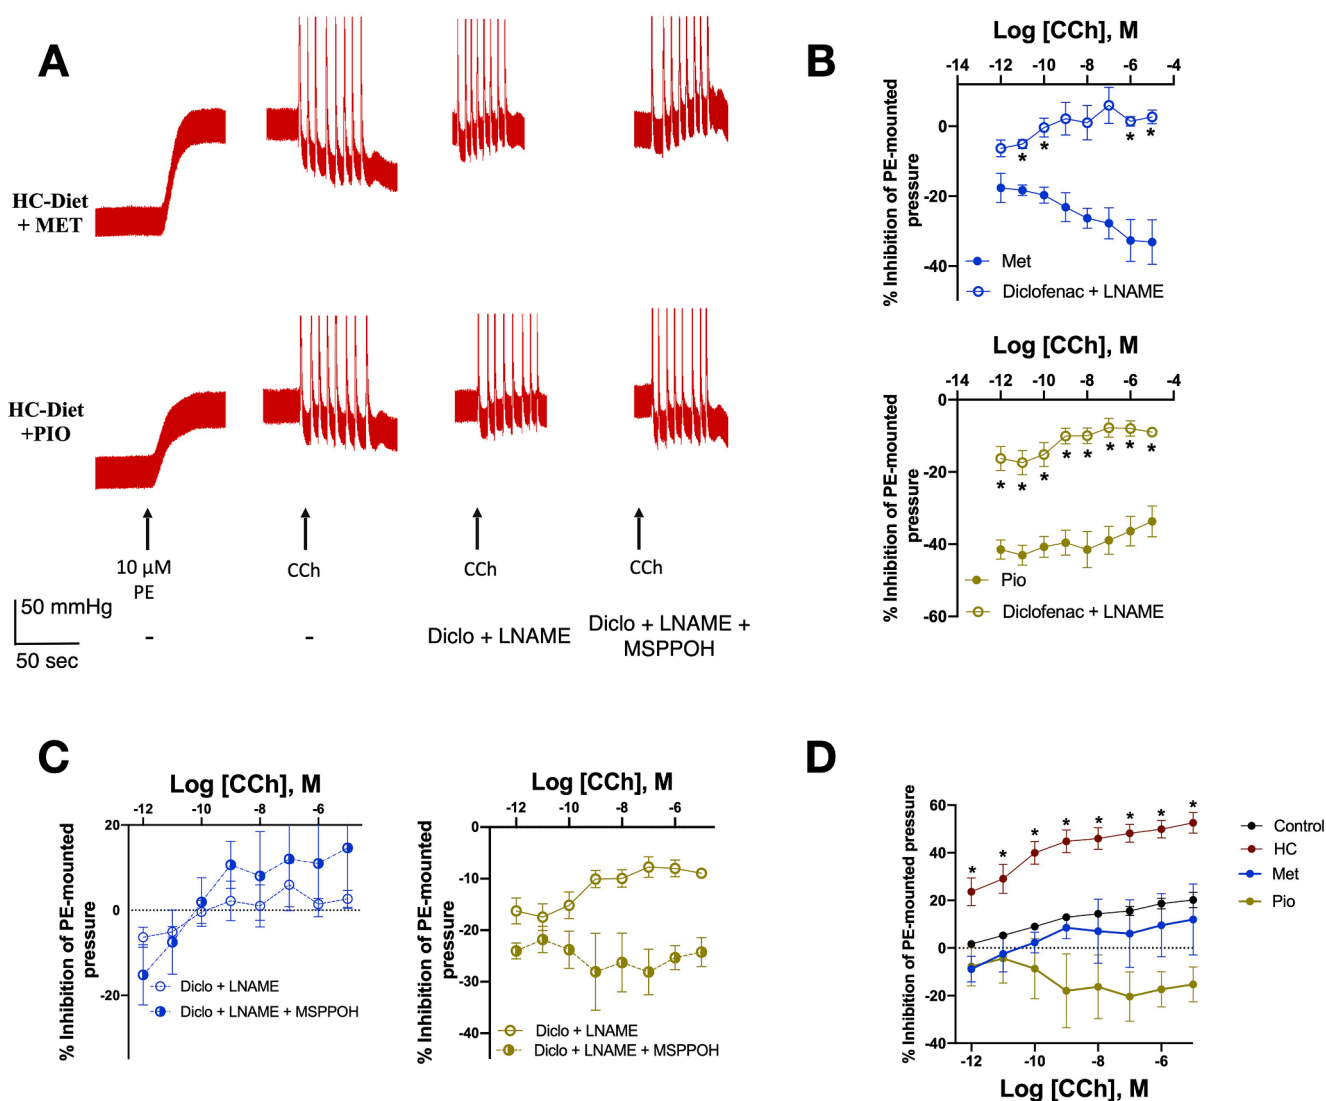 A
HC-Diet
+ MET
HC-Diet
+PIO
10 µM
PE
CCh
CCh
CCh
50 mmHg
50 sec
-
-
Diclo + LNAME
Diclo + LNAME +
MSPPOH
B
Log [CCh], M
-14 -12 -10 -8 -6 -4
0
-20
-40
% Inhibition of PE-mounted
pressure
* * * *
Met
Diclofenac + LNAME
Log [CCh], M
-14 -12 -10 -8 -6 -4
0
-20
-40
-60
% Inhibition of PE-mounted
pressure
* * * * * * * *
Pio
Diclofenac + LNAME
C
Log [CCh], M
-12 -10 -8 -6
20
0
-20
% Inhibition of PE-mounted
pressure
Diclo + LNAME
Diclo + LNAME + MSPPOH
Log [CCh], M
-12 -10 -8 -6
0
-10
-20
-30
-40
% Inhibition of PE-mounted
pressure
Diclo + LNAME
Diclo + LNAME + MSPPOH
D
% Inhibition of PE-mounted pressure
60
40
20
0
-20
-40
* * * * * * * *
-12 -10 -8 -6
Log [CCh], M
Control
HC
Met
Pio